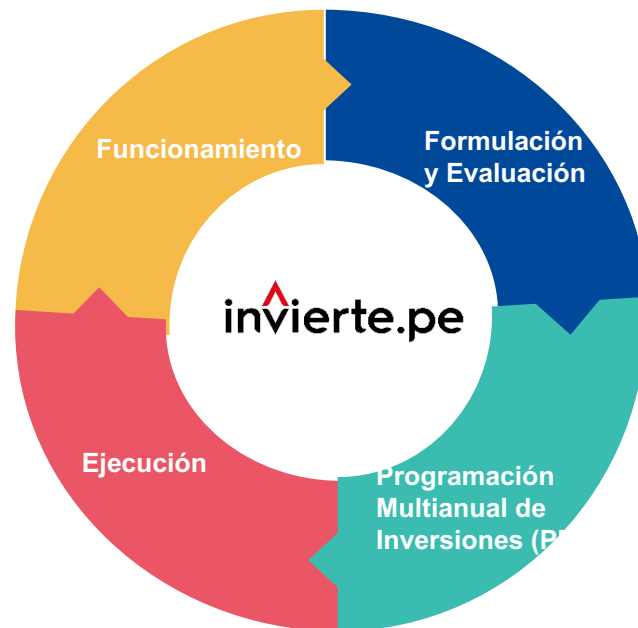 Funcionamiento
Formulación
y Evaluación
invierte.pe
Ejecución
Programación
Multianual de
Inversiones